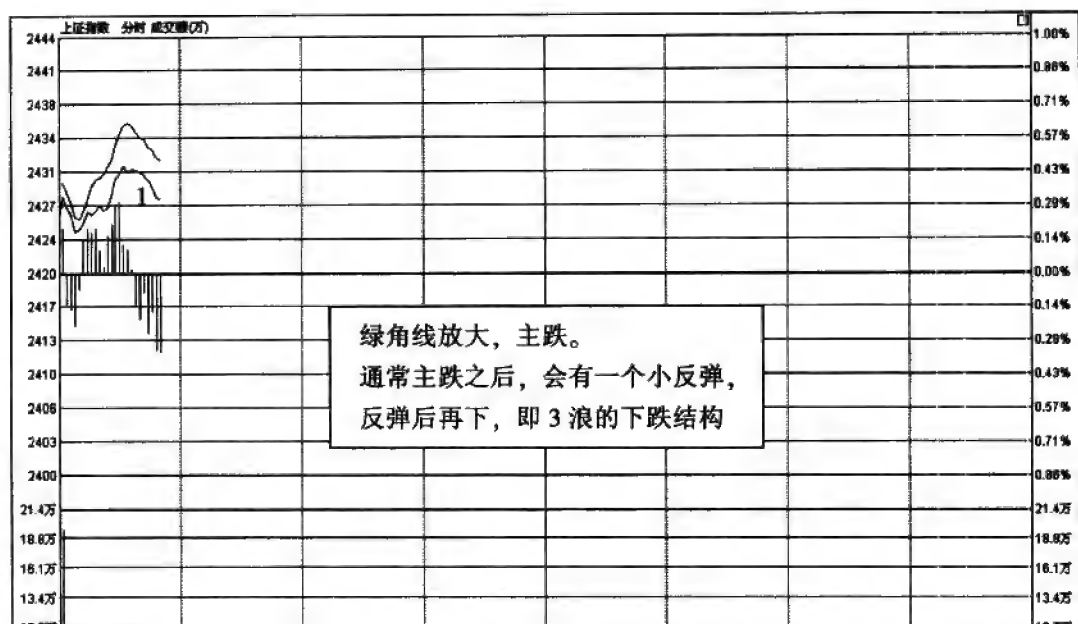 上证指数 分时 成交额(万)
2444 1.00%
2441 0.86%
2438 0.71%
2434 0.57%
2431 0.43%
1
2427 0.29%
2424 0.14%
2420 0.00%
2417 0.14%
2413 0.29%
2410 0.43%
2406 0.57%
2403 0.71%
2400 0.86%
绿角线放大，主跌。
通常主跌之后，会有一个小反弹，
反弹后再下，即 3 浪的下跌结构
21.4万 21.4万
18.8万 18.8万
16.1万 16.1万
13.4万 13.4万